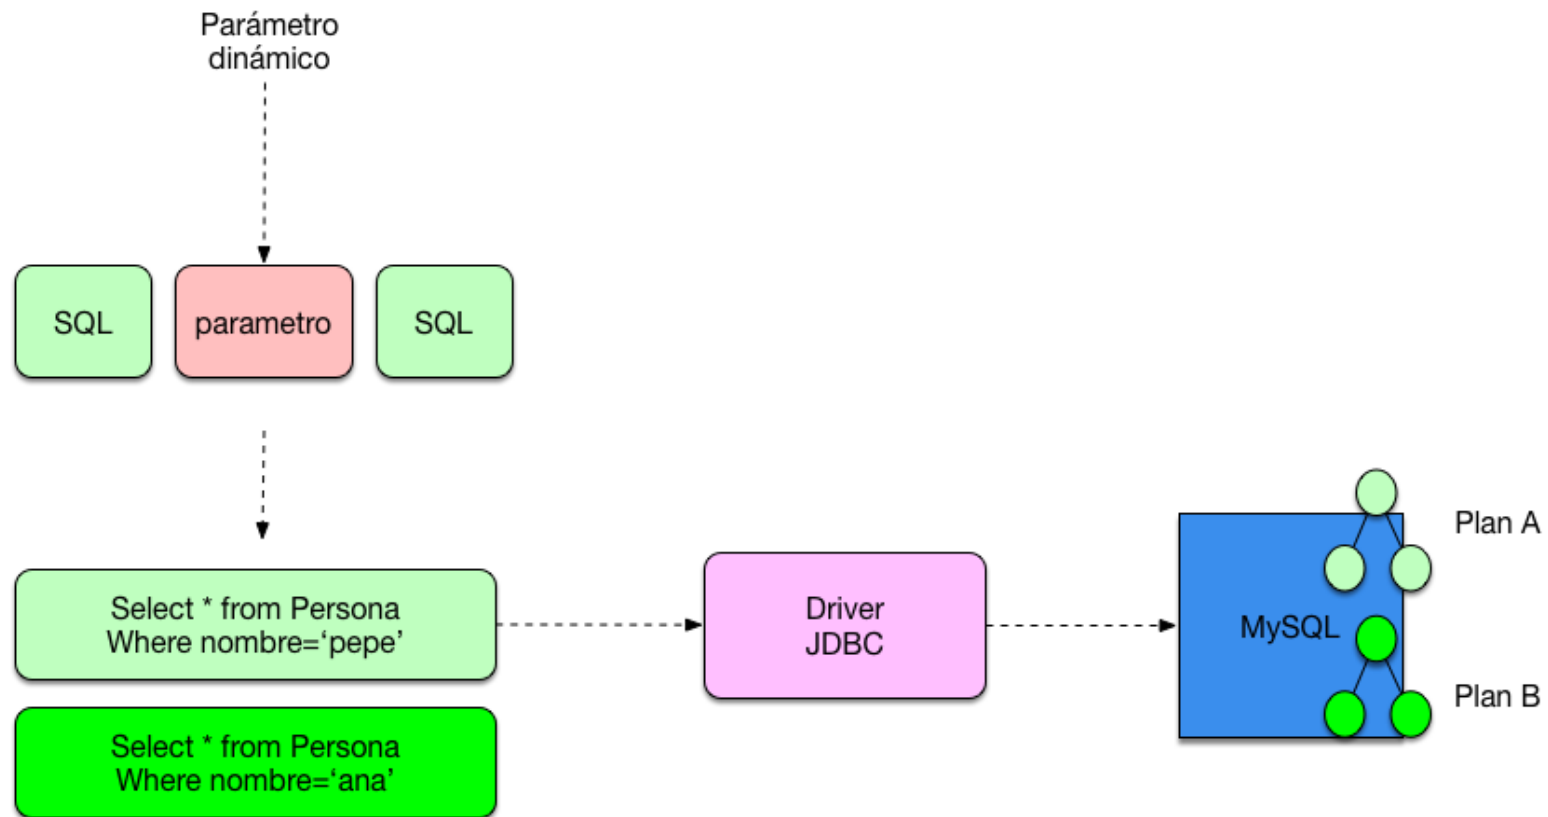 Parámetro
dinámico
SQL
parametro
SQL
Select * from Persona
Where nombre=‘pepe’
Driver
JDBC
MySQL
Plan A
Plan B
Select * from Persona
Where nombre=‘ana’